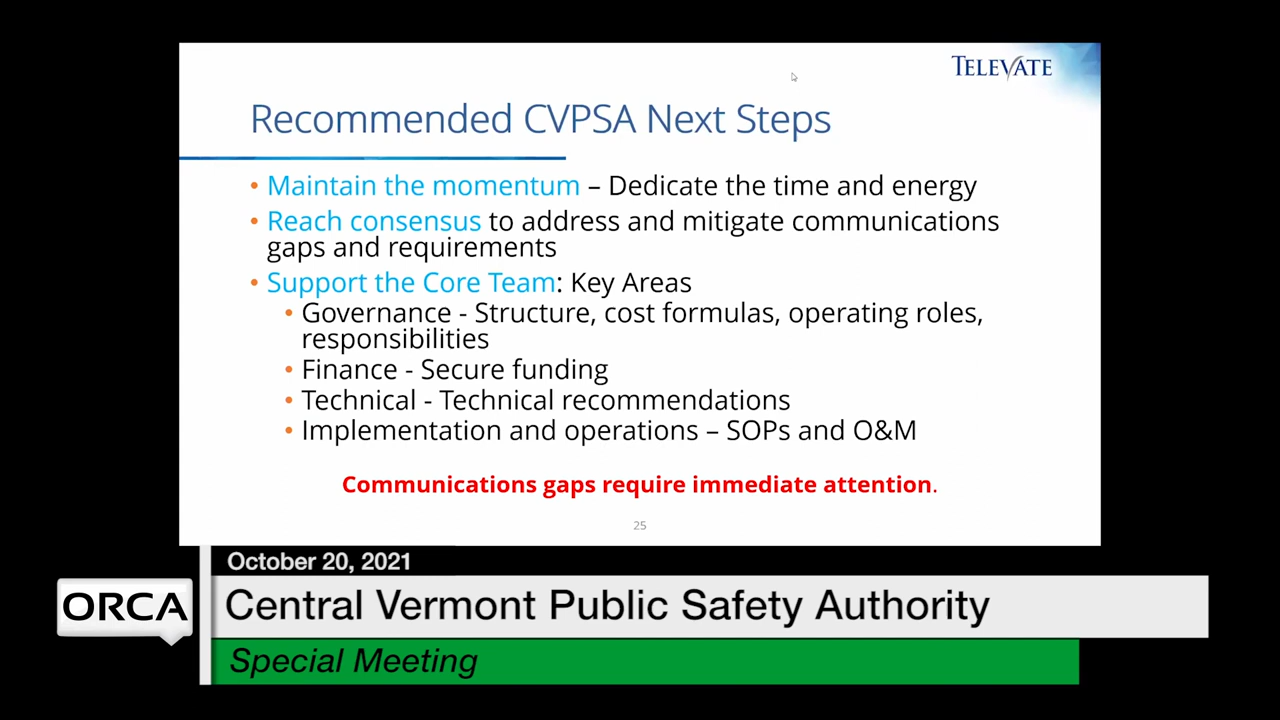 TELEVATE
Recommended CVPSA Next Steps
• Maintain the momentum – Dedicate the time and energy
• Reach consensus to address and mitigate communications
gaps and requirements
• Support the Core Team: Key Areas
• Governance - Structure, cost formulas, operating roles,
responsibilities
• Finance - Secure funding
• Technical - Technical recommendations
• Implementation and operations – SOPs and O&M
Communications gaps require immediate attention.
25
October 20, 2021
ORCA
Central Vermont Public Safety Authority
Special Meeting